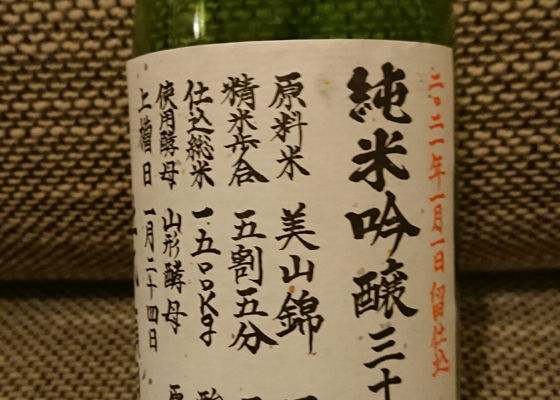 二〇二一年一月一日 留仕込
純米吟醸三十
原料米 美山錦
精米歩合 五割五分
仕込総米 一.五〇〇Kg
使用酵母 山形酵母
上槽日 一月二十四日